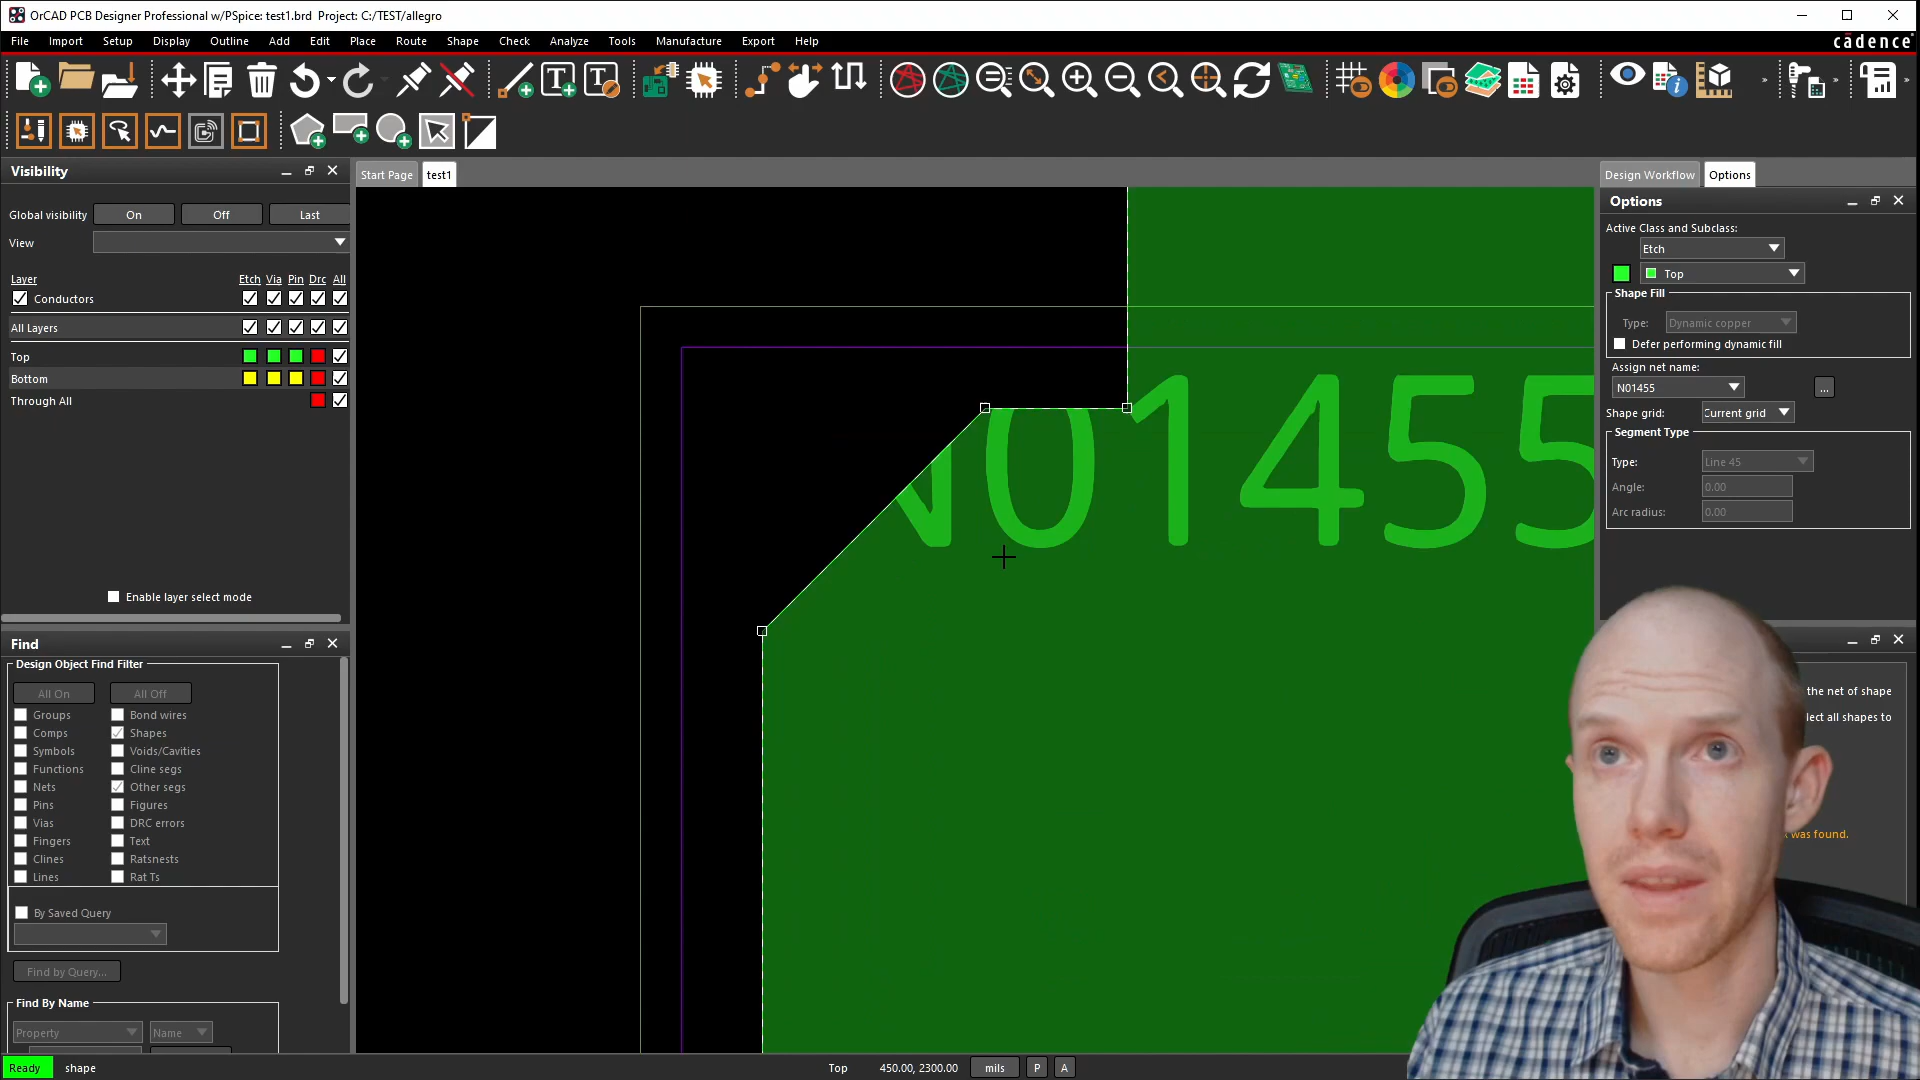 OrCAD PCB Designer Professional w/PSpice: test1.brd  Project: C:/TEST/allegro
File Import Setup Display Outline Add Edit Place Route Shape Check Analyze Tools Manufacture Export Help
cādence
Visibility
Start Page test1
Design Workflow Options
Global visibility On Off Last
View
Layer Etch Via Pin Drc All
Conductors
All Layers
Top
Bottom
Through All
Enable layer select mode
Find
Design Object Find Filter
All On All Off
Groups Bond wires
Comps Shapes
Symbols Voids/Cavities
Functions Cline segs
Nets Other segs
Pins Figures
Vias DRC errors
Fingers Text
Clines Ratsnests
Lines Rat Ts
By Saved Query
Find by Query...
Find By Name
Property Name
N01455
Options
Active Class and Subclass:
Etch
Top
Shape Fill
Type: Dynamic copper
Defer performing dynamic fill
Assign net name:
N01455 ...
Shape grid: Current grid
Segment Type
Type: Line 45
Angle: 0.00
Arc radius: 0.00
the net of shape
lect all shapes to
was found.
Ready shape Top 450.00, 2300.00 mils P A